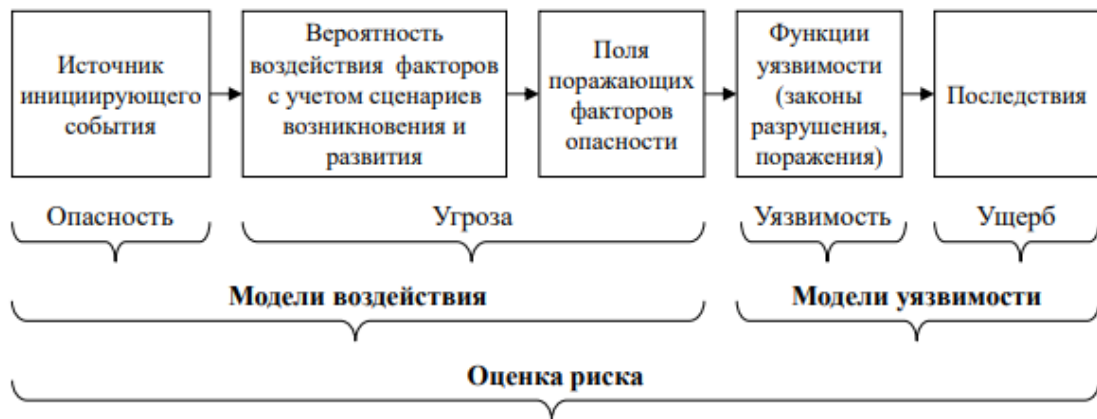 Источник
инициирующего
события
Вероятность
воздействия факторов
с учетом сценариев
возникновения и
развития
Поля
поражающих
факторов
опасности
Функции
уязвимости
(законы
разрушения,
поражения)
Последствия
Опасность
Угроза
Уязвимость
Ущерб
Модели воздействия
Модели уязвимости
Оценка риска